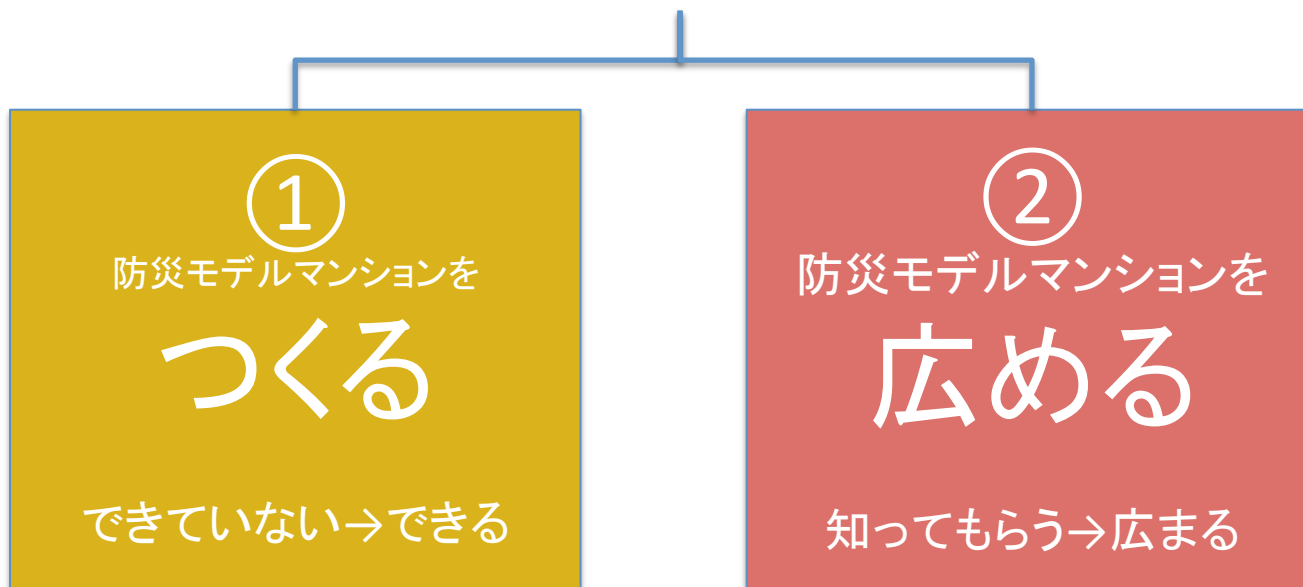 ①
防災モデルマンションを
つくる
できていない→できる
②
防災モデルマンションを
広める
知ってもらう→広まる